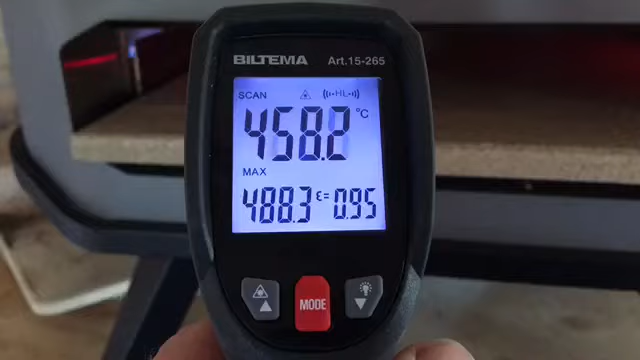 BILTEMA Art.15-265
SCAN ((·HL·))
458.2 °C
MAX
488.3 ε= 0.95
MODE